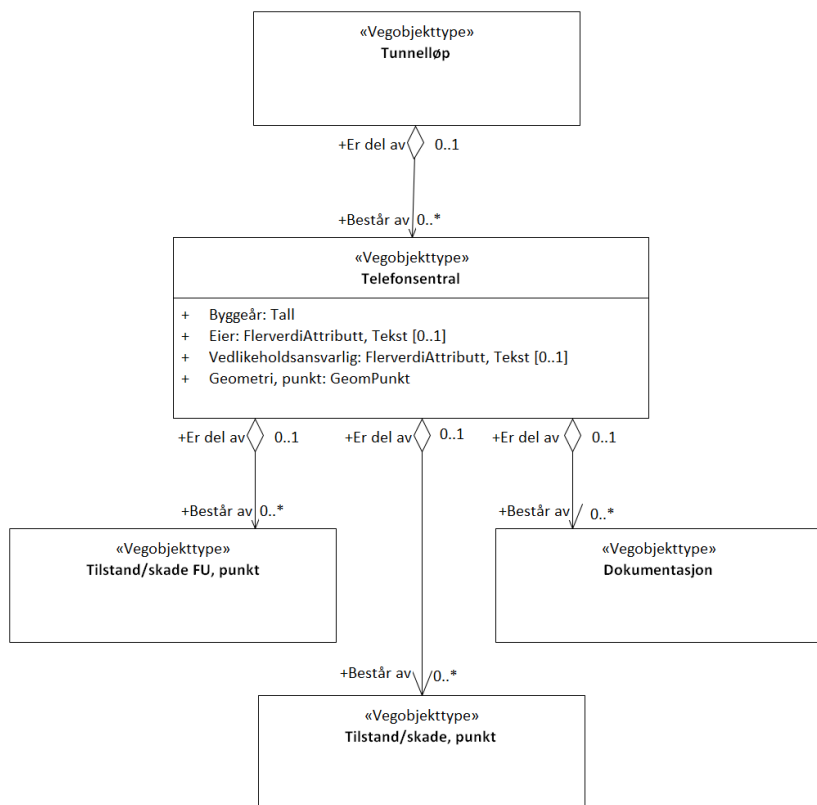 «Vegobjekttype»
Tunnelløp
+Er del av 0..1
+Består av 0..*
«Vegobjekttype»
Telefonsentral
+ Byggeår: Tall
+ Eier: FlerverdiAttributt, Tekst [0..1]
+ Vedlikeholdsansvarlig: FlerverdiAttributt, Tekst [0..1]
+ Geometri, punkt: GeomPunkt
+Er del av 0..1 +Er del av 0..1 +Er del av 0..1
+Består av 0..* +Består av 0..*
«Vegobjekttype» «Vegobjekttype»
Tilstand/skade FU, punkt Dokumentasjon
+Består av 0..*
«Vegobjekttype»
Tilstand/skade, punkt